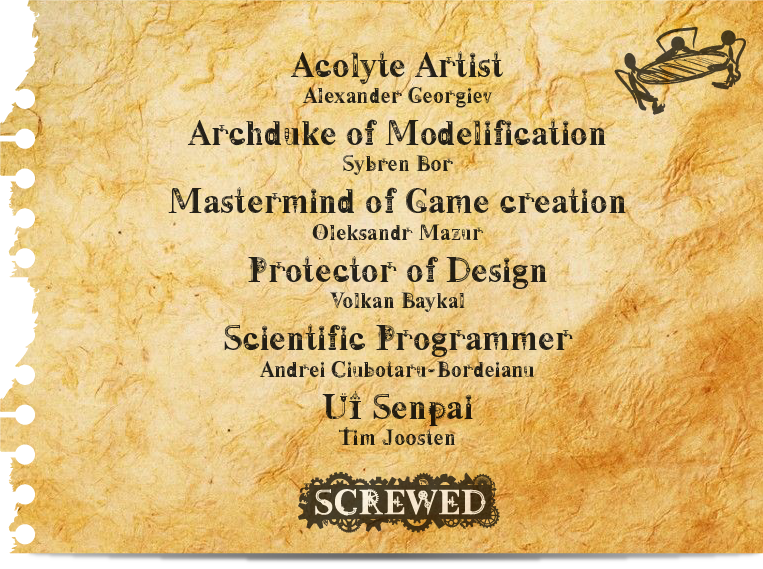 Acolyte Artist
Alexander Georgiev
Archduke of Modelification
Sybren Bor
Mastermind of Game creation
Oleksandr Mazur
Protector of Design
Volkan Baykal
Scientific Programmer
Andrei Ciubotaru-Bordeianu
UI Senpai
Tim Joosten
SCREWED